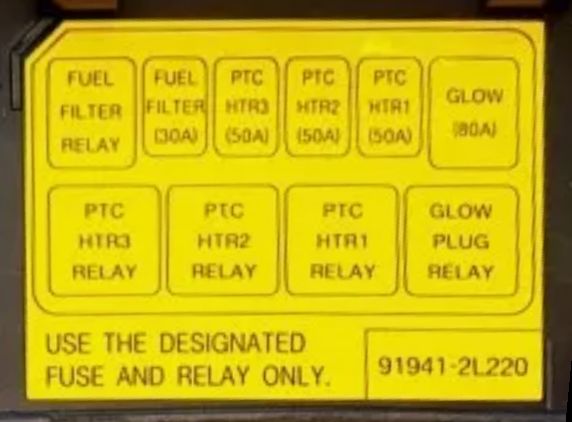 FUEL
FILTER
RELAY
FUEL
FILTER
(30A)
PTC
HTR3
(50A)
PTC
HTR2
(50A)
PTC
HTR1
(50A)
GLOW
(80A)
PTC
HTR3
RELAY
PTC
HTR2
RELAY
PTC
HTR1
RELAY
GLOW
PLUG
RELAY
USE THE DESIGNATED
FUSE AND RELAY ONLY.
91941-2L220